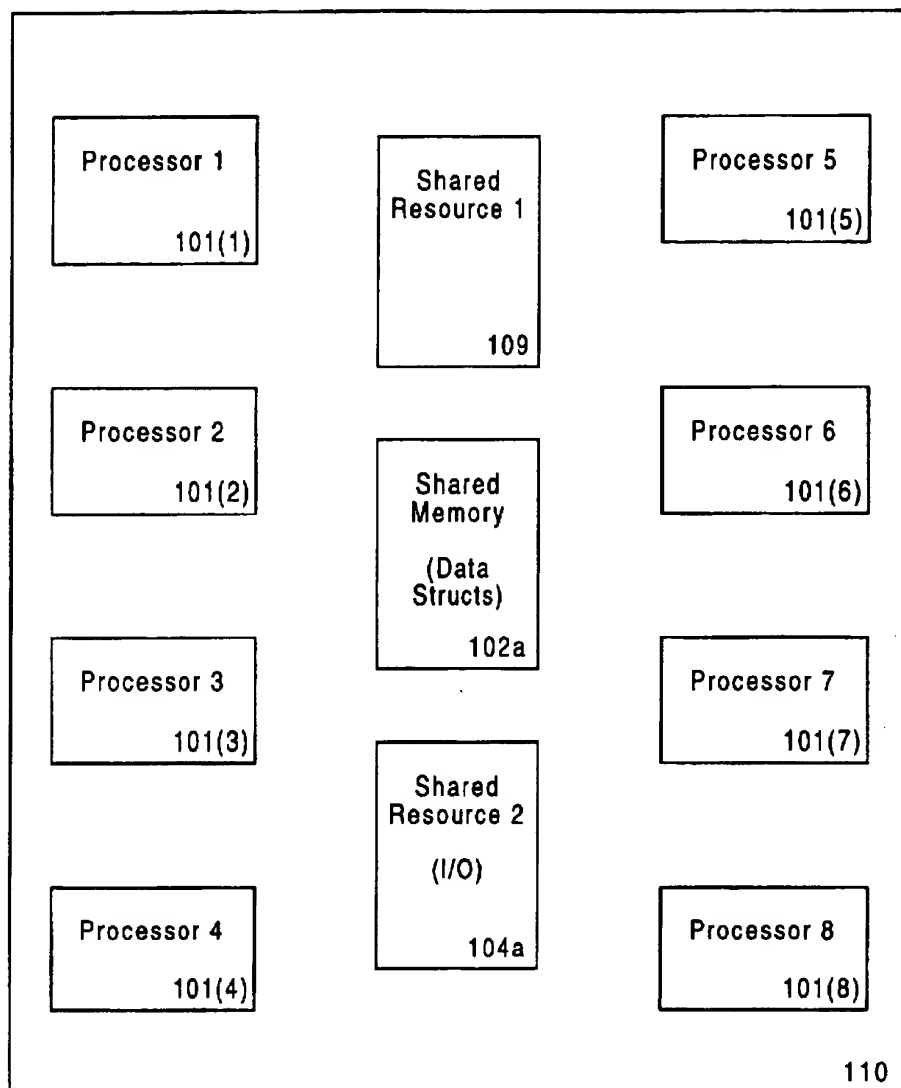 Processor 1
101(1)
Processor 2
101(2)
Processor 3
101(3)
Processor 4
101(4)
Shared
Resource 1
109
Shared
Memory
(Data
Structs)
102a
Shared
Resource 2
(I/O)
104a
Processor 5
101(5)
Processor 6
101(6)
Processor 7
101(7)
Processor 8
101(8)
110